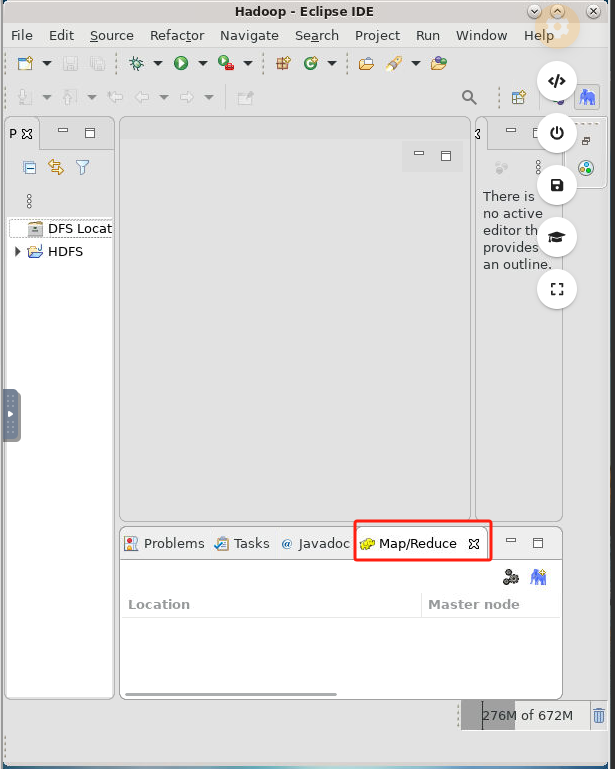 Hadoop - Eclipse IDE
File Edit Source Refactor Navigate Search Project Run Window Help
P
DFS Locat
HDFS
There is
no active
editor th
provides
an outline.
Problems Tasks @ Javadoc Map/Reduce
Location Master node
276M of 672M